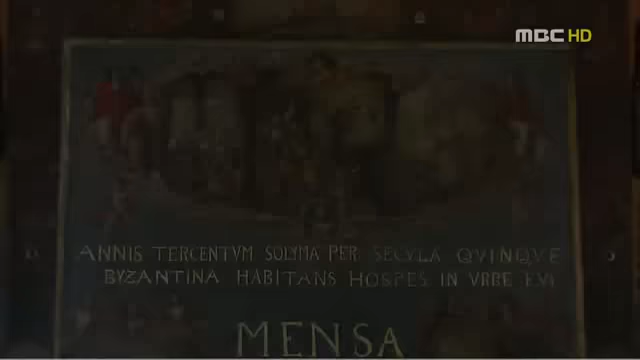 MBC HD
ANNIS TERCENTVM SOLYMA PER SECVLA QVINQVE
BYZANTINA HABITANS HOSPES IN VRBE FVI
MENSA